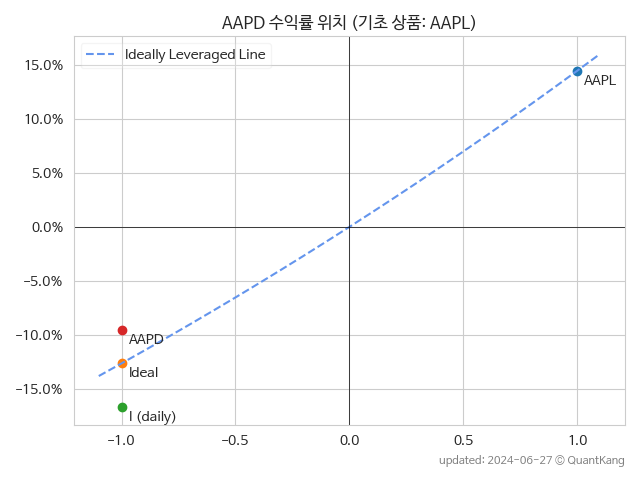 AAPD 수익률 위치 (기초 상품: AAPL)
Ideally Leveraged Line
15.0%
10.0%
5.0%
0.0%
−5.0%
−10.0%
−15.0%
AAPL
AAPD
Ideal
I (daily)
−1.0
−0.5
0.0
0.5
1.0
updated: 2024-06-27 © QuantKang